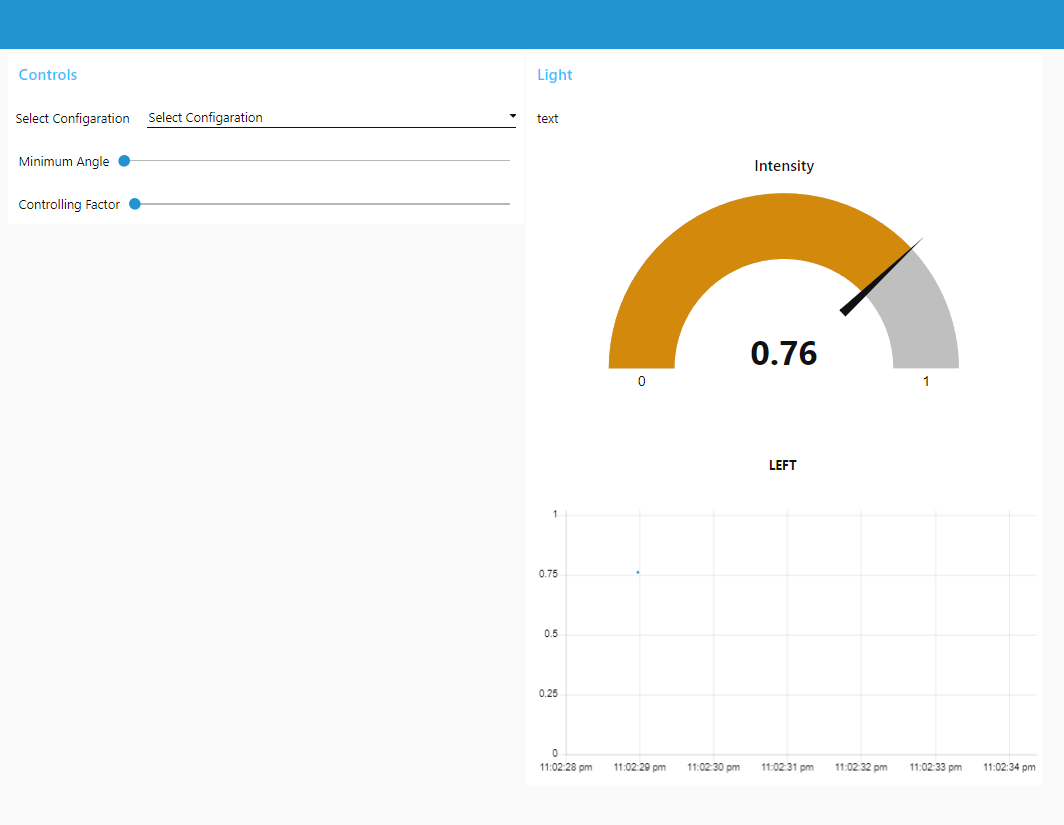 Controls
Select Configaration Select Configaration
Minimum Angle
Controlling Factor
Light
text
Intensity
0.76
0 1
LEFT
1
0.75
0.5
0.25
0
11:02:28 pm 11:02:29 pm 11:02:30 pm 11:02:31 pm 11:02:32 pm 11:02:33 pm 11:02:34 pm